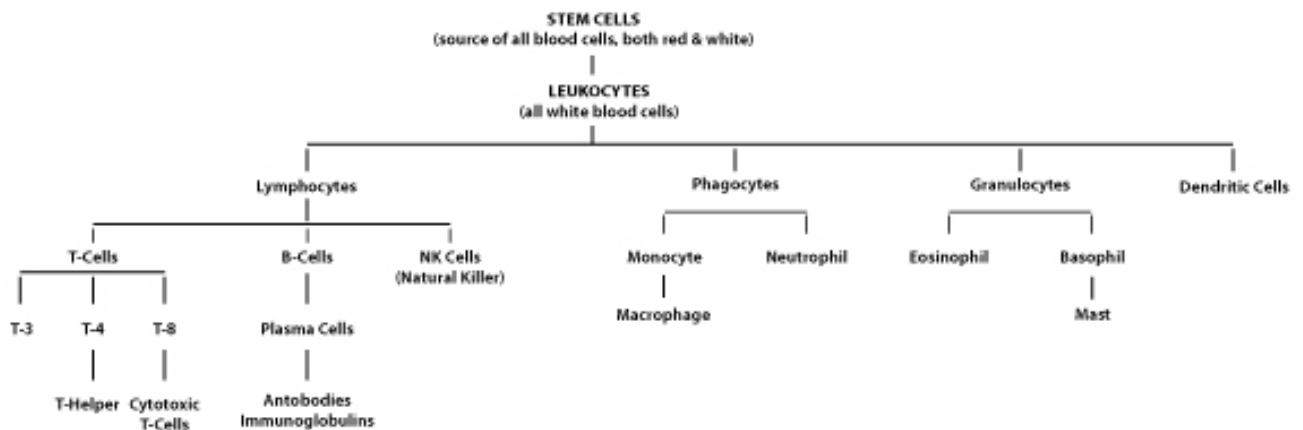 STEM CELLS
(source of all blood cells, both red & white)
LEUKOCYTES
(all white blood cells)
Lymphocytes
Phagocytes
Granulocytes
Dendritic Cells
T-Cells
B-Cells
NK Cells
(Natural Killer)
Monocyte
Neutrophil
Eosinophil
Basophil
Macrophage
Mast
T-3
T-4
T-8
Plasma Cells
T-Helper
Cytotoxic
T-Cells
Antobodies
Immunoglobulins